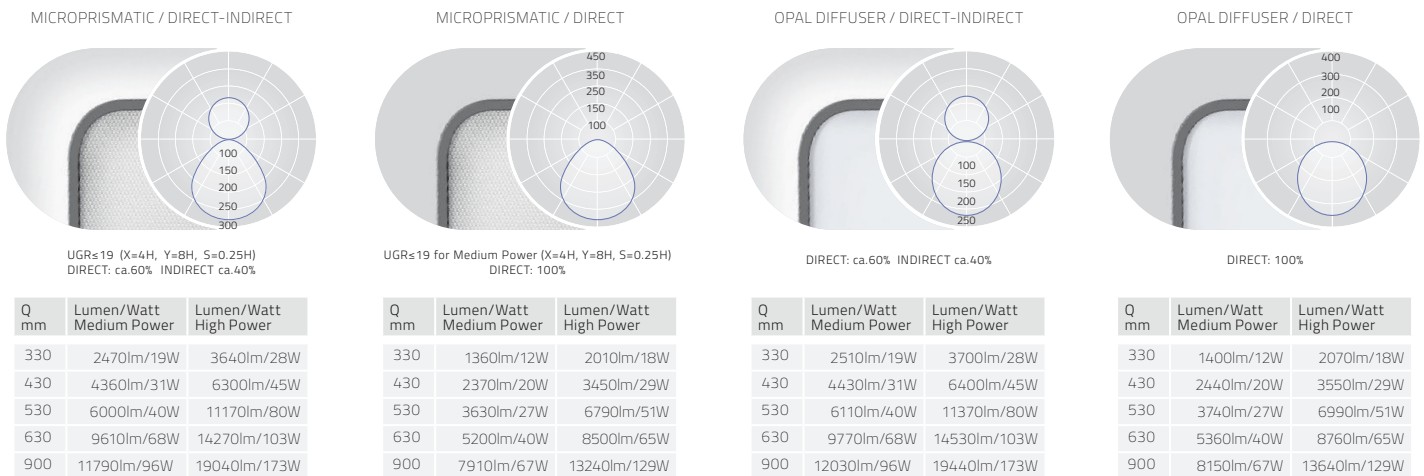 MICROPRISMATIC / DIRECT-INDIRECT
100
150
200
250
300
UGR≤19 (X=4H, Y=8H, S=0.25H)
DIRECT: ca.60% INDIRECT ca.40%
Q mm Lumen/Watt Medium Power Lumen/Watt High Power
330 2470lm/19W 3640lm/28W
430 4360lm/31W 6300lm/45W
530 6000lm/40W 11170lm/80W
630 9610lm/68W 14270lm/103W
900 11790lm/96W 19040lm/173W
MICROPRISMATIC / DIRECT
450
350
250
150
100
UGR≤19 for Medium Power (X=4H, Y=8H, S=0.25H)
DIRECT: 100%
Q mm Lumen/Watt Medium Power Lumen/Watt High Power
330 1360lm/12W 2010lm/18W
430 2370lm/20W 3450lm/29W
530 3630lm/27W 6790lm/51W
630 5200lm/40W 8500lm/65W
900 7910lm/67W 13240lm/129W
OPAL DIFFUSER / DIRECT-INDIRECT
100
150
200
250
DIRECT: ca.60% INDIRECT ca.40%
Q mm Lumen/Watt Medium Power Lumen/Watt High Power
330 2510lm/19W 3700lm/28W
430 4430lm/31W 6400lm/45W
530 6110lm/40W 11370lm/80W
630 9770lm/68W 14530lm/103W
900 12030lm/96W 19440lm/173W
OPAL DIFFUSER / DIRECT
400
300
200
100
DIRECT: 100%
Q mm Lumen/Watt Medium Power Lumen/Watt High Power
330 1400lm/12W 2070lm/18W
430 2440lm/20W 3550lm/29W
530 3740lm/27W 6990lm/51W
630 5360lm/40W 8760lm/65W
900 8150lm/67W 13640lm/129W